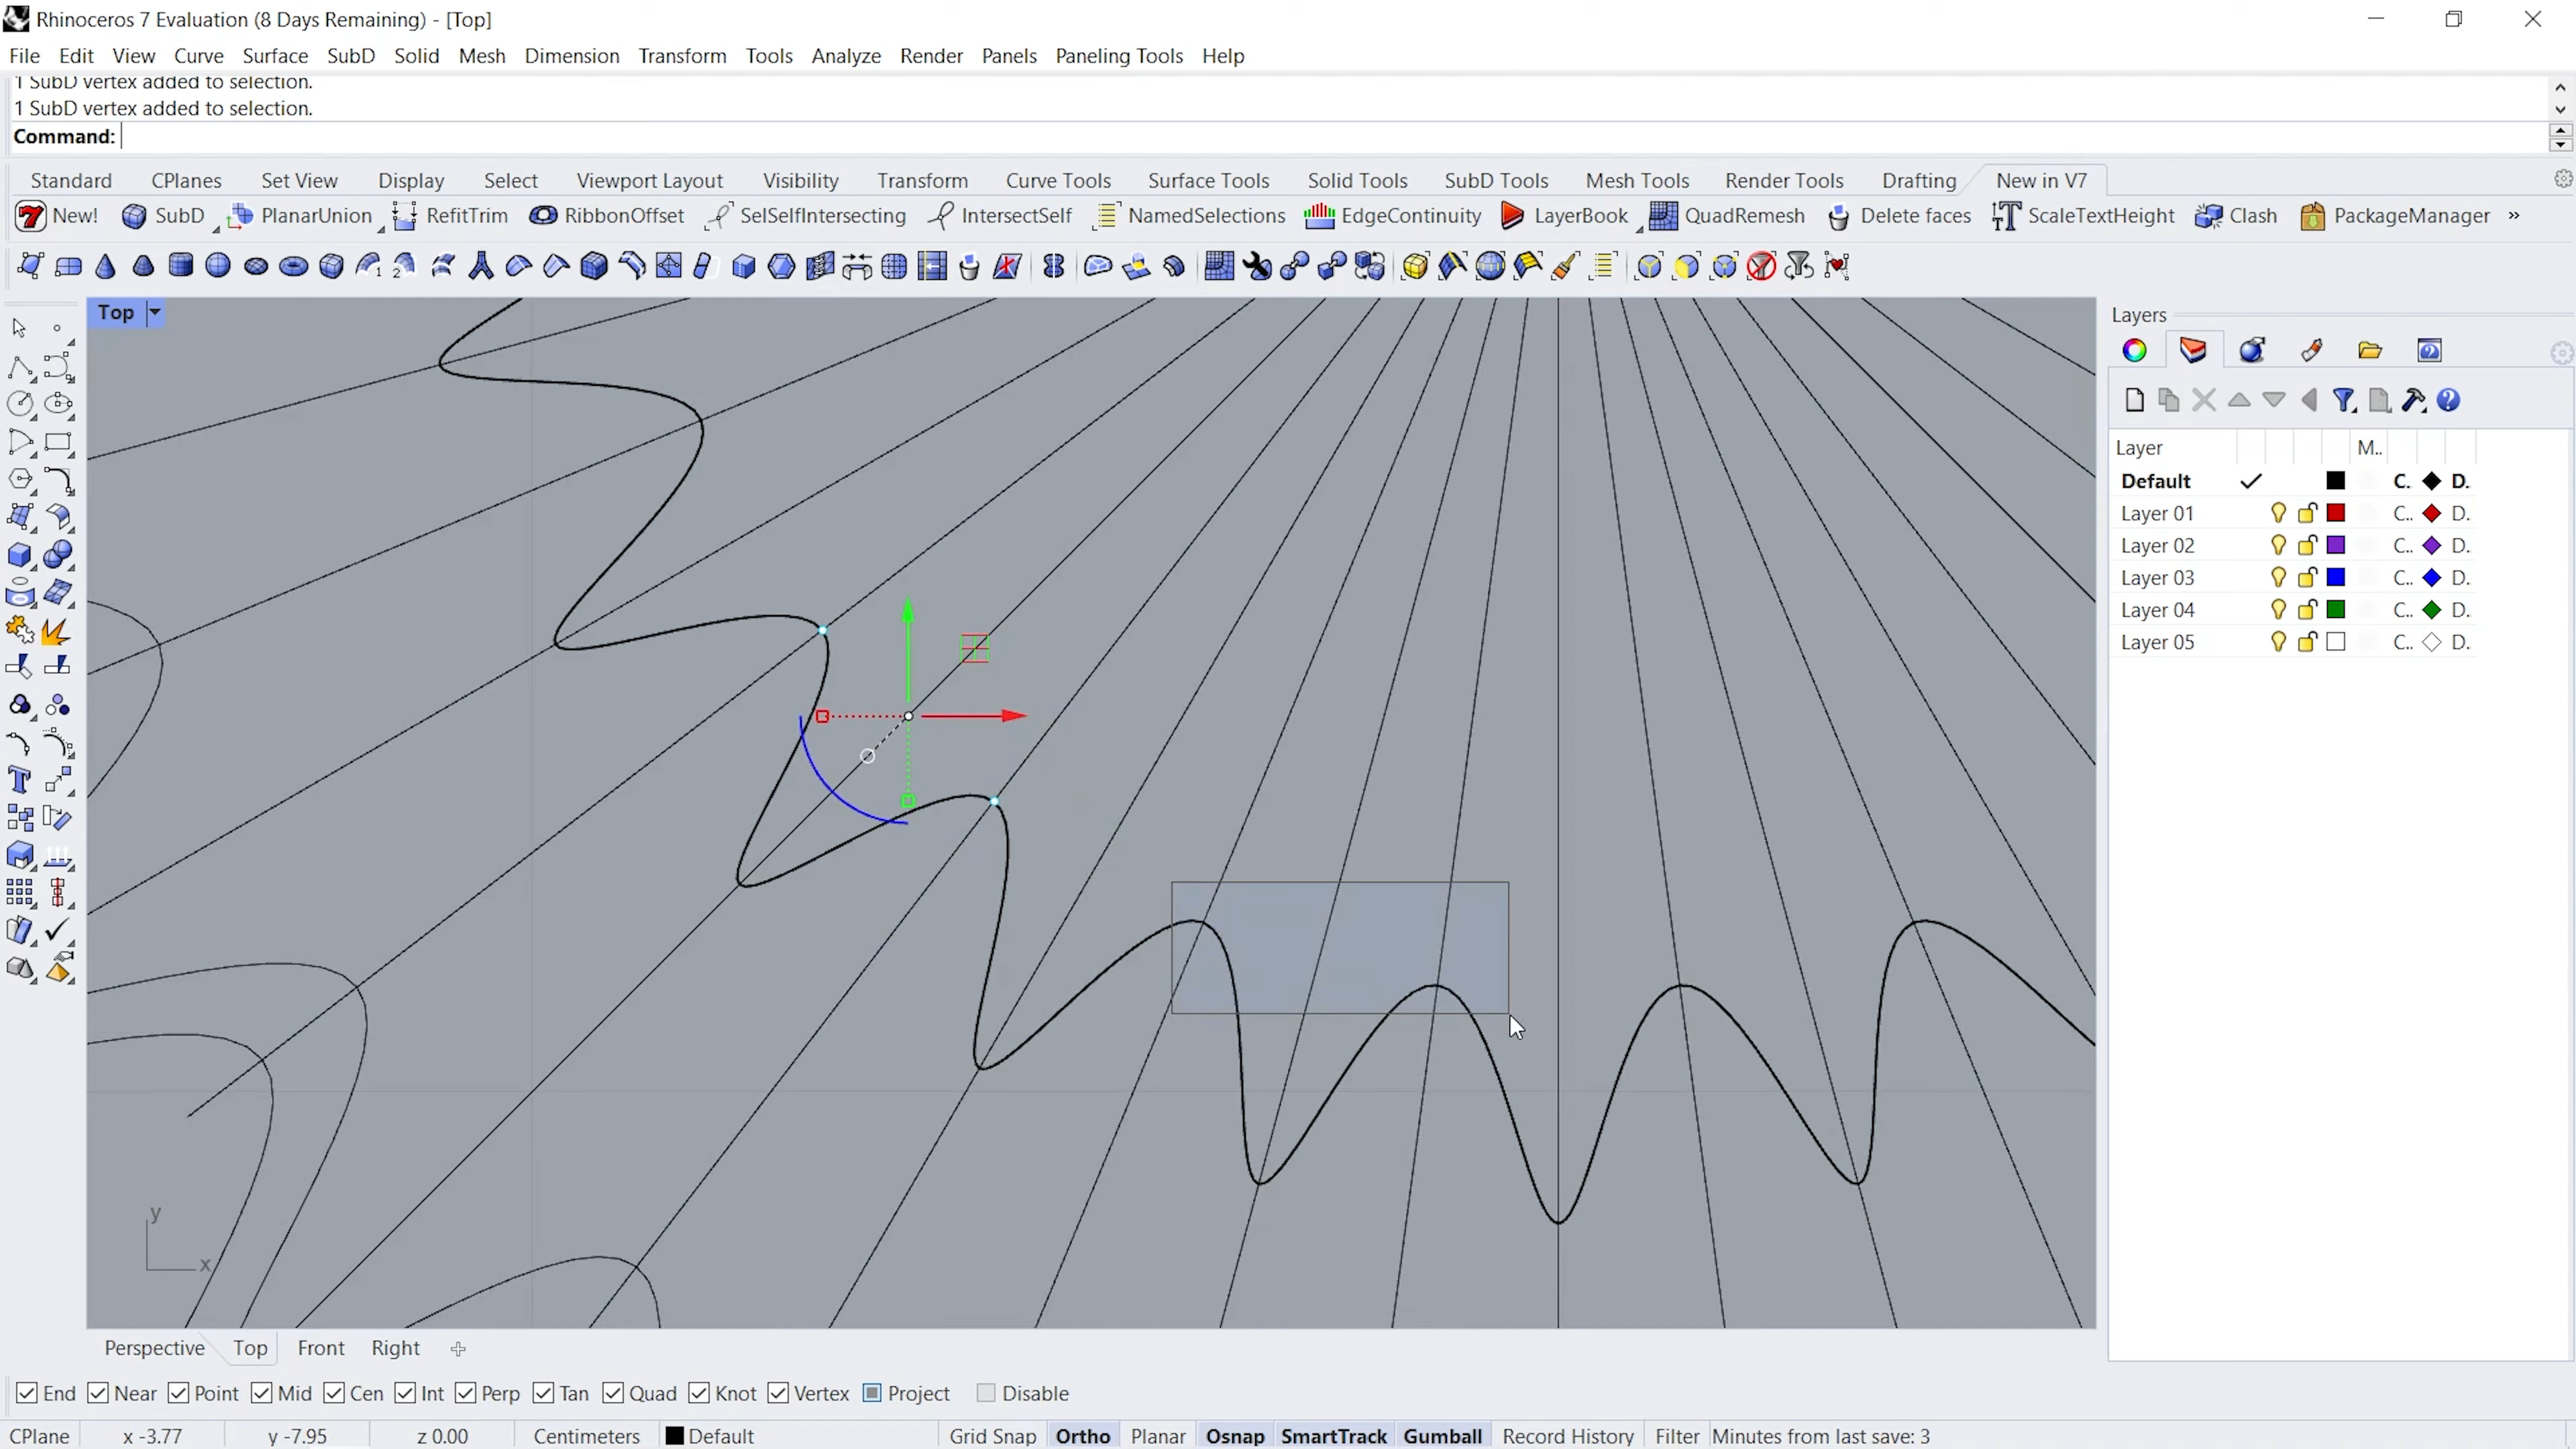 Rhinoceros 7 Evaluation (8 Days Remaining) - [Top]
File Edit View Curve Surface SubD Solid Mesh Dimension Transform Tools Analyze Render Panels Paneling Tools Help
1 SubD vertex added to selection.
1 SubD vertex added to selection.
Command:
Standard CPlanes Set View Display Select Viewport Layout Visibility Transform Curve Tools Surface Tools Solid Tools SubD Tools Mesh Tools Render Tools Drafting New in V7
7 New! SubD PlanarUnion RefitTrim RibbonOffset SelSelfIntersecting IntersectSelf NamedSelections EdgeContinuity LayerBook QuadRemesh Delete faces ScaleTextHeight Clash PackageManager »
Top
Layers
Layer M..
Default C. D.
Layer 01 C.. D.
Layer 02 C.. D.
Layer 03 C.. D.
Layer 04 C.. D.
Layer 05 C.. D.
y
x
Perspective Top Front Right
End Near Point Mid Cen Int Perp Tan Quad Knot Vertex Project Disable
CPlane x -3.77 y -7.95 z 0.00 Centimeters Default Grid Snap Ortho Planar Osnap SmartTrack Gumball Record History Filter Minutes from last save: 3